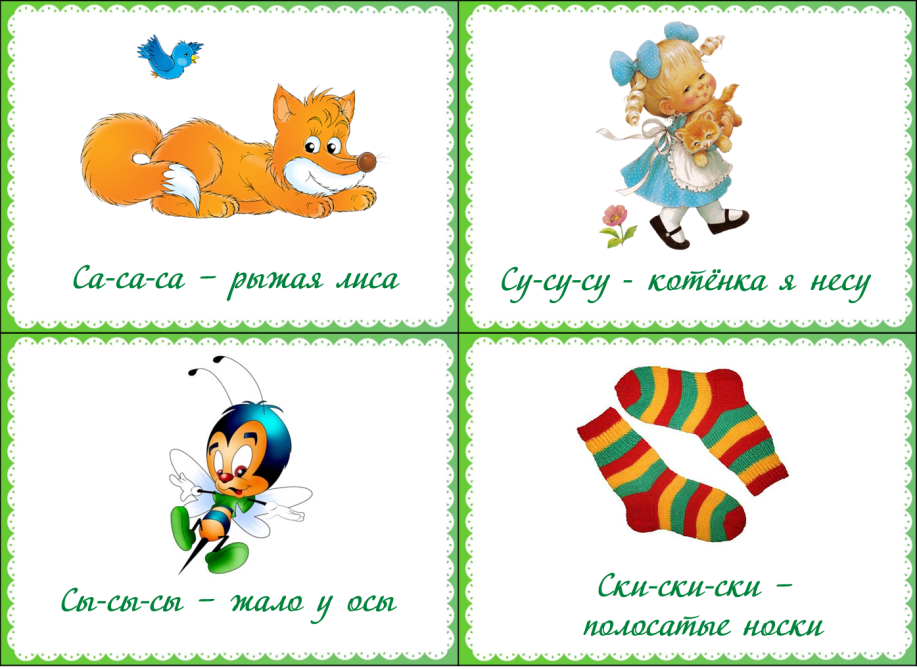 Са-са-са – рыжая лиса
Су-су-су - котёнка я несу
Сы-сы-сы – жало у осы
Ски-ски-ски –
полосатые носки